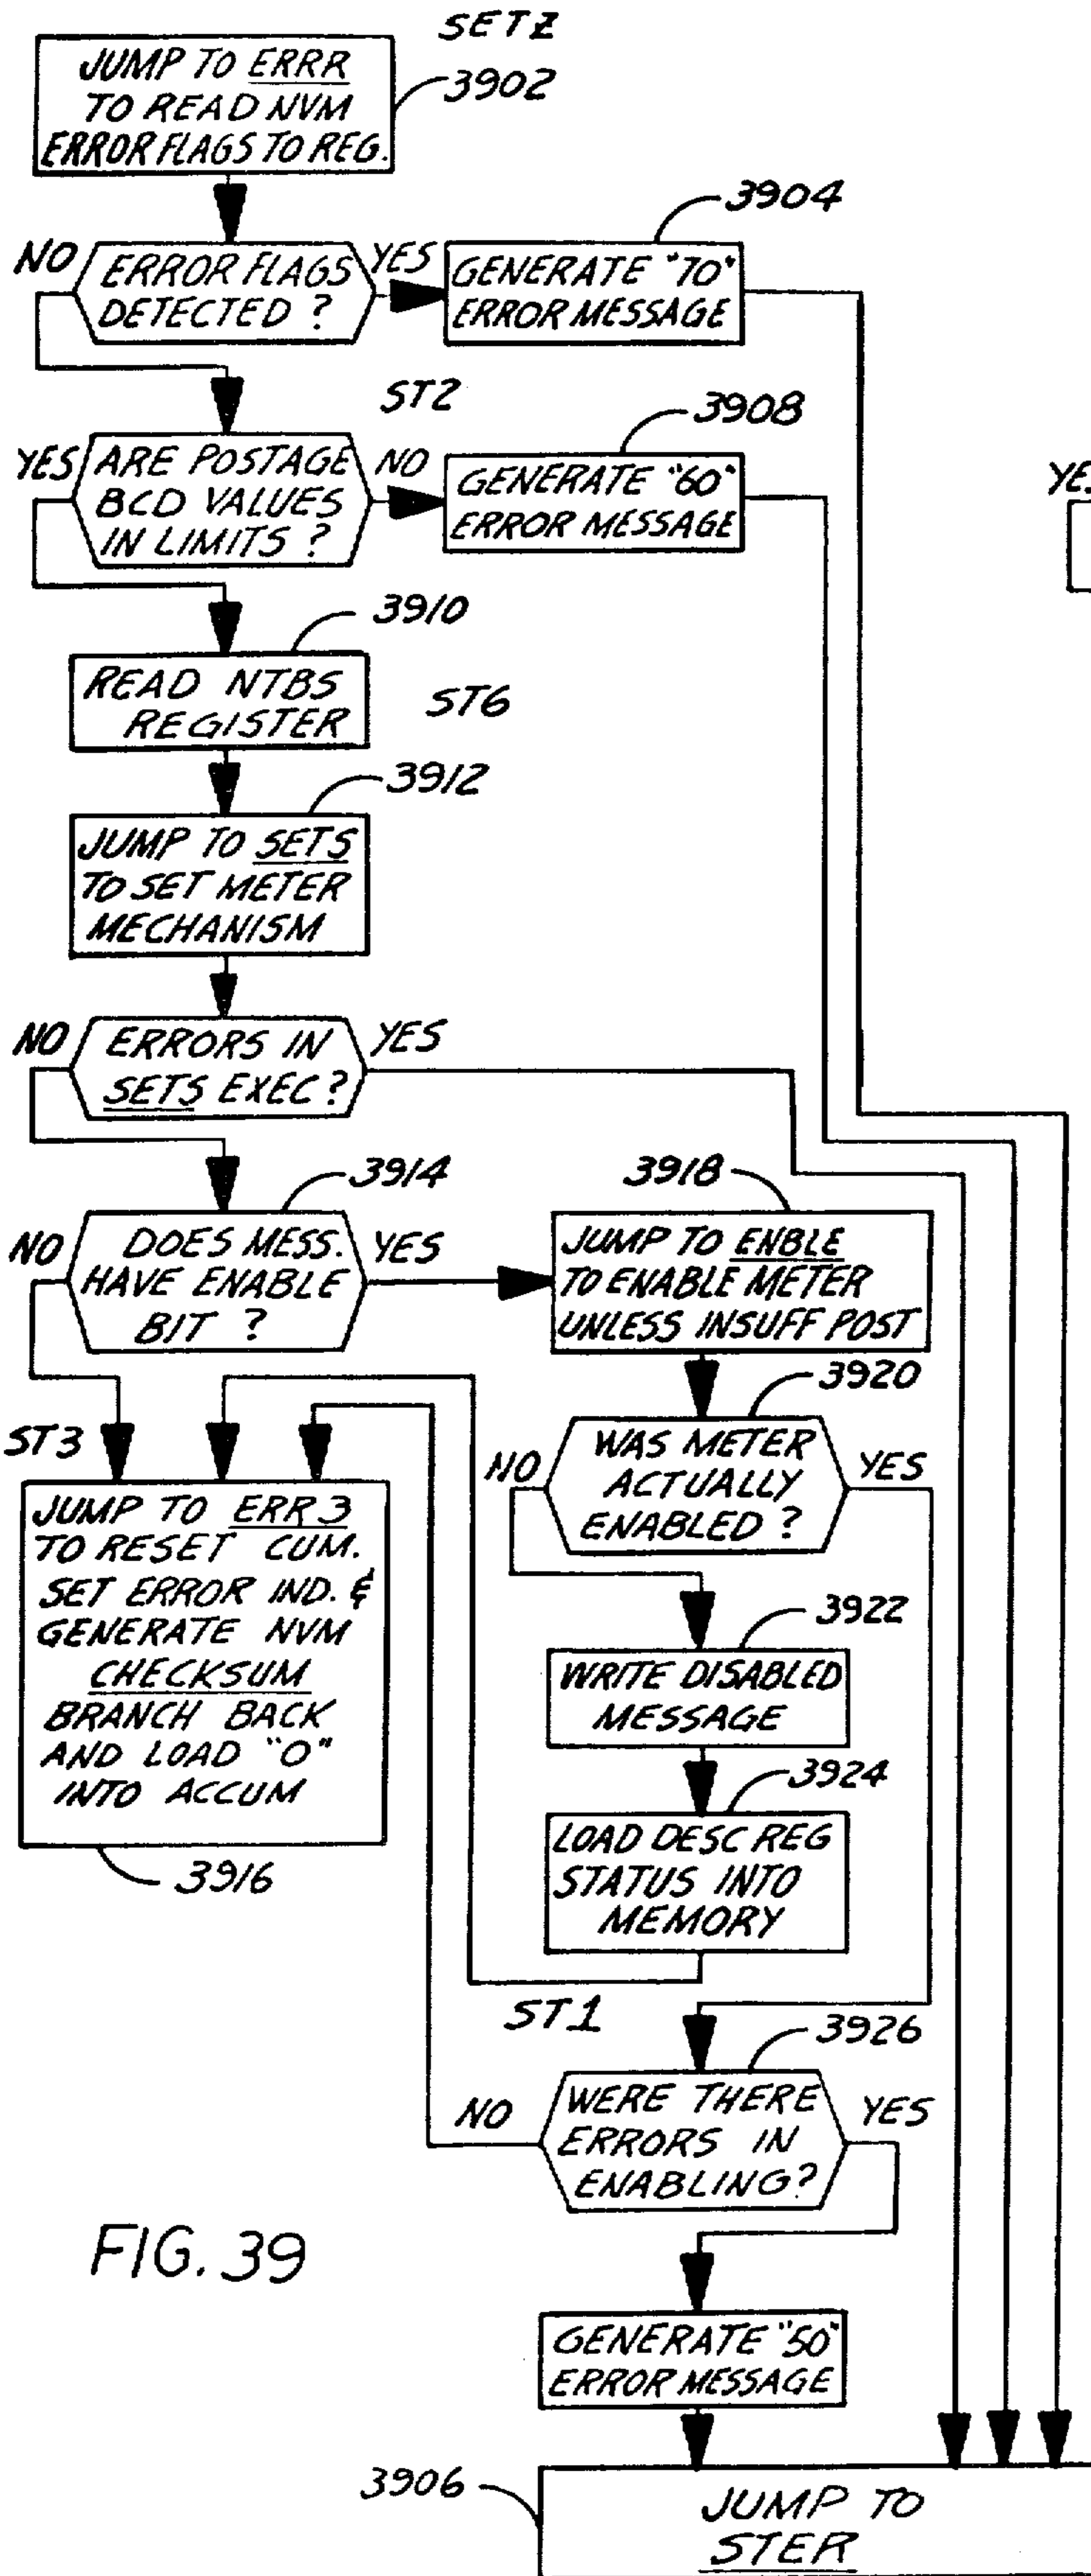 SETZ
JUMP TO ERRR
TO READ NVM
ERROR FLAGS TO REG.
3902
3904
NO
ERROR FLAGS
DETECTED ?
YES
GENERATE "70"
ERROR MESSAGE
ST2
3908
YES
ARE POSTAGE
BCD VALUES
IN LIMITS ?
NO
GENERATE "60"
ERROR MESSAGE
YES
3910
READ NTBS
REGISTER
ST6
3912
JUMP TO SETS
TO SET METER
MECHANISM
NO
ERRORS IN
SETS EXEC?
YES
3914
NO
DOES MESS.
HAVE ENABLE
BIT ?
YES
3918
JUMP TO ENBLE
TO ENABLE METER
UNLESS INSUFF POST
3920
ST3
NO
WAS METER
ACTUALLY
ENABLED ?
YES
JUMP TO ERR 3
TO RESET CUM.
SET ERROR IND. &
GENERATE NVM
CHECKSUM
BRANCH BACK
AND LOAD "0"
INTO ACCUM
3916
3922
WRITE DISABLED
MESSAGE
3924
LOAD DESC REG
STATUS INTO
MEMORY
ST1
3926
NO
WERE THERE
ERRORS IN
ENABLING?
YES
FIG. 39
GENERATE "50"
ERROR MESSAGE
3906
JUMP TO
STER